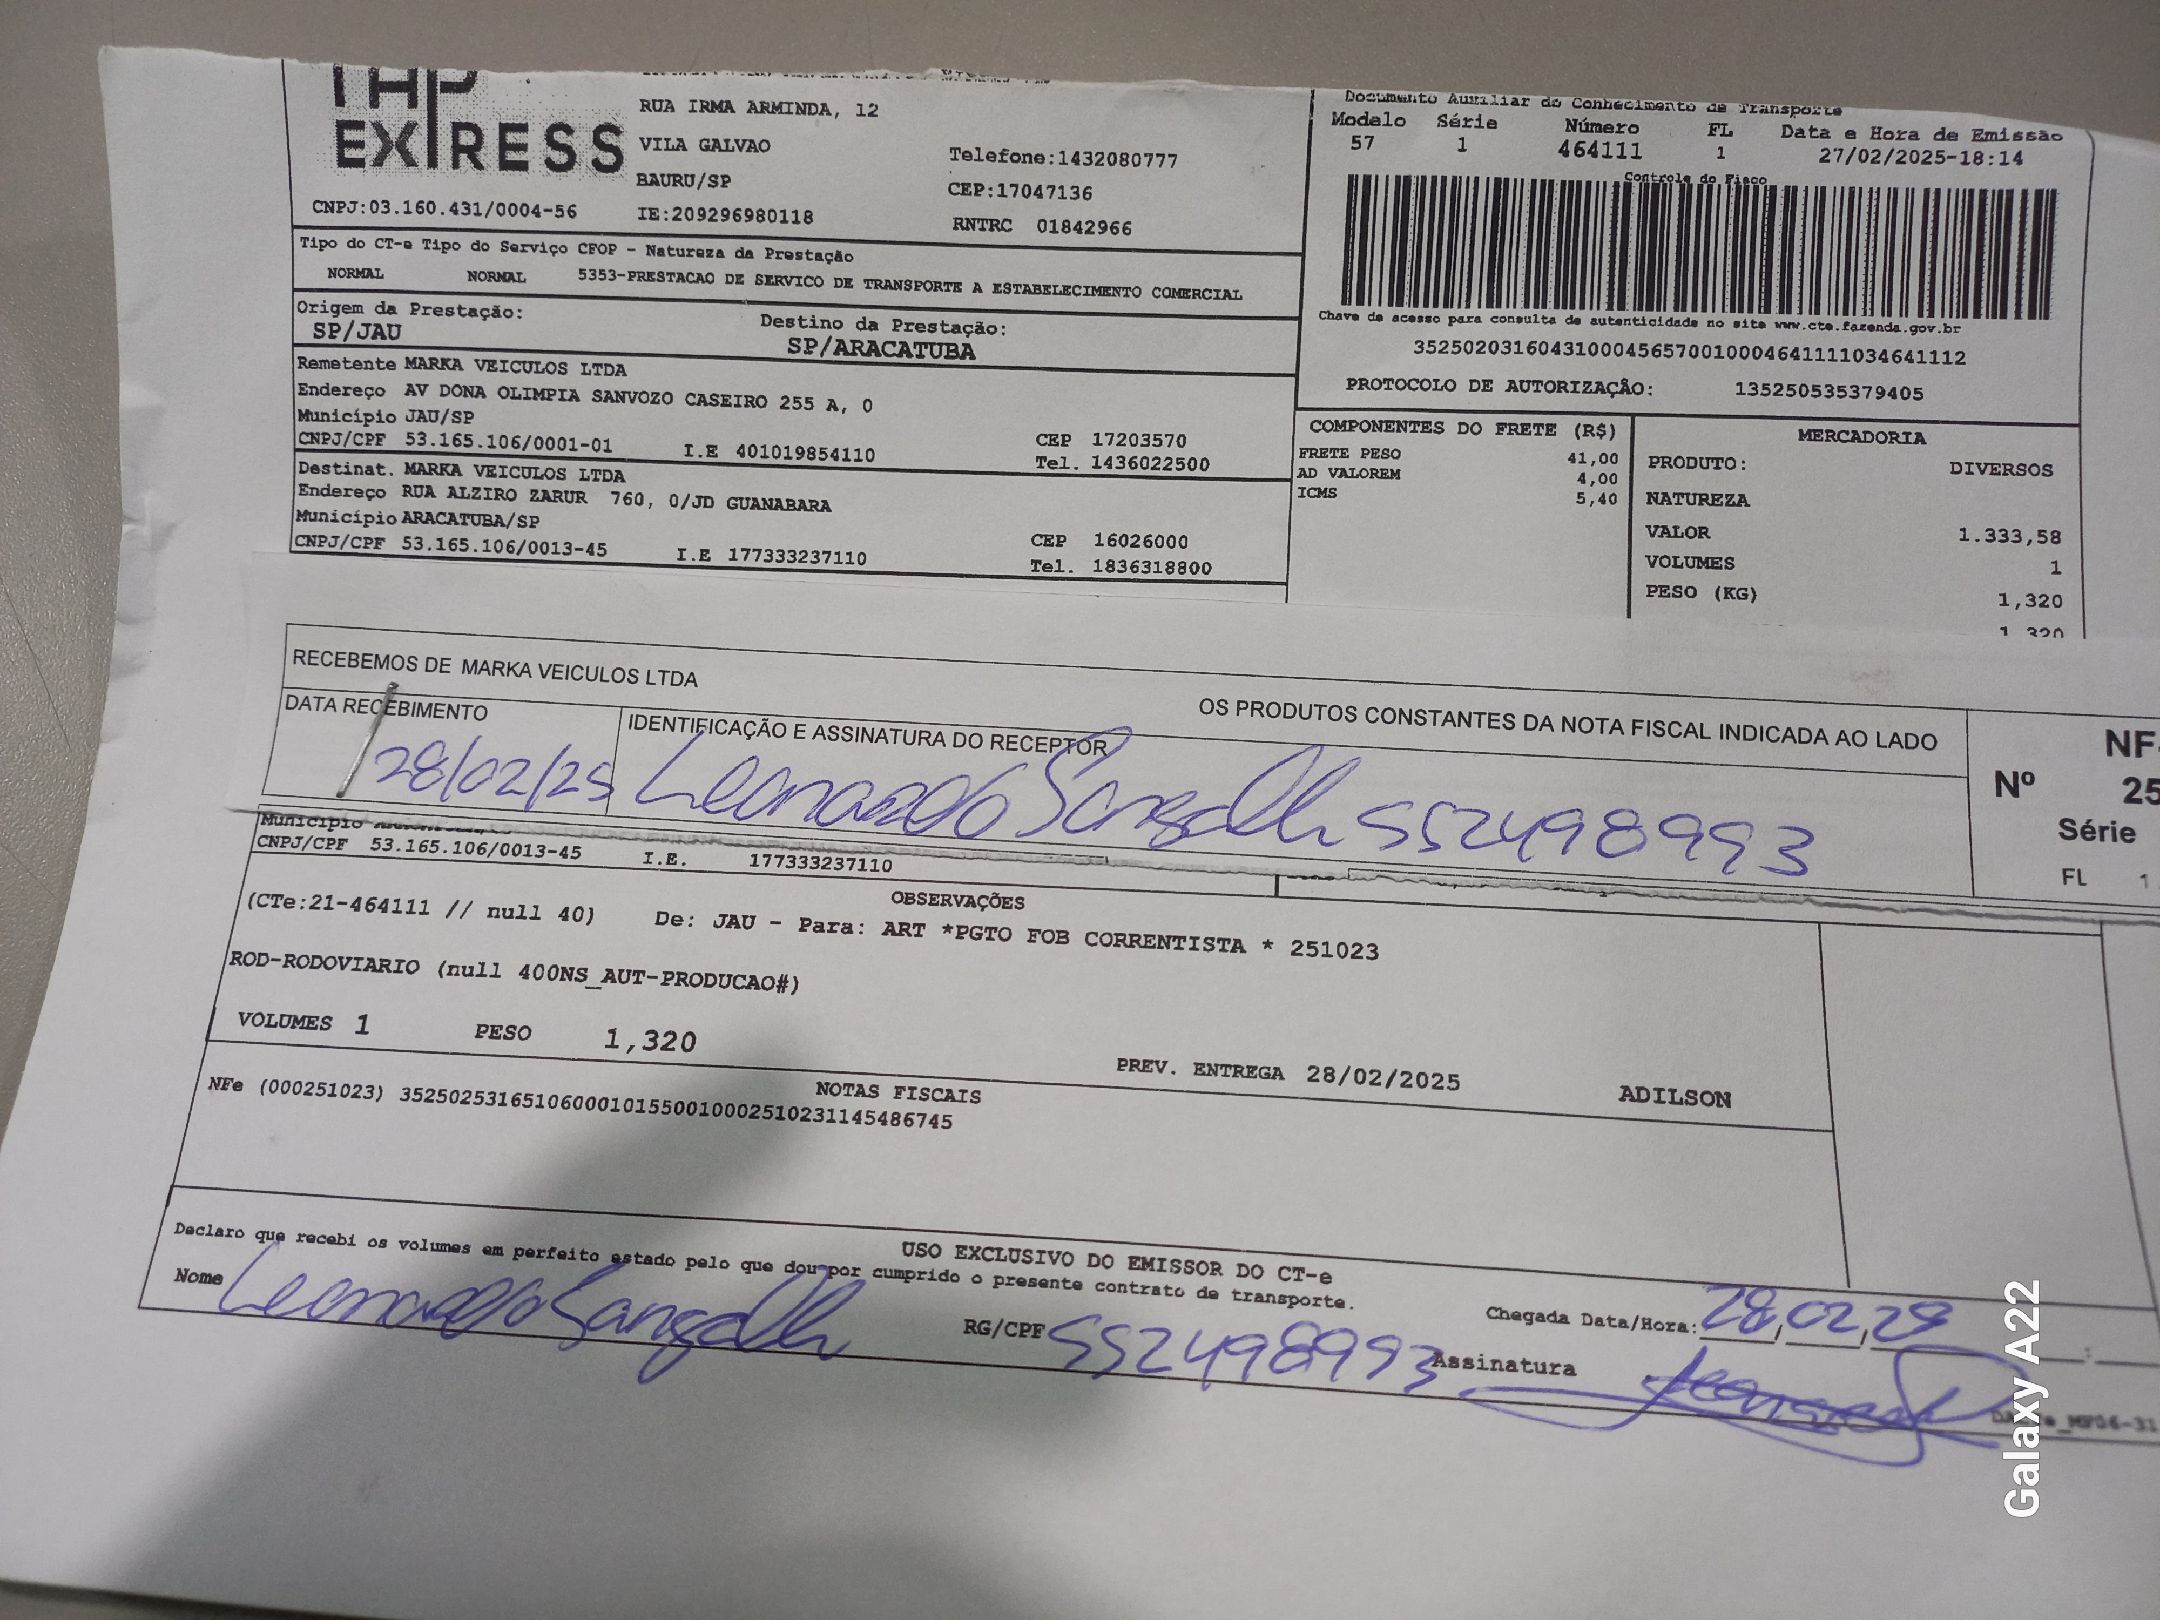 EXPRESS
RUA IRMA ARMINDA, 12
VILA GALVAO
BAURU/SP
Telefone:1432080777
CEP:17047136
CNPJ:03.160.431/0004-56
IE:209296980118
RNTRC 01842966
Documento Auxiliar do Conhecimento de Transporte
Modelo Série Número FL Data e Hora de Emissão
57 1 464111 1 27/02/2025-18:14
Controle do Fisco
Chave de acesso para consulta de autenticidade no site www.cte.fazenda.gov.br
35250203160431000456570010004641111034641112
PROTOCOLO DE AUTORIZAÇÃO: 135250535379405
Tipo do CT-e Tipo do Serviço CFOP - Natureza da Prestação
NORMAL NORMAL 5353-PRESTACAO DE SERVICO DE TRANSPORTE A ESTABELECIMENTO COMERCIAL
Origem da Prestação: Destino da Prestação:
SP/JAU SP/ARACATUBA
Remetente MARKA VEICULOS LTDA
Endereço AV DONA OLIMPIA SANVOZO CASEIRO 255 A, 0
Município JAU/SP
CNPJ/CPF 53.165.106/0001-01 I.E 401019854110
CEP 17203570
Tel. 1436022500
Destinat. MARKA VEICULOS LTDA
Endereço RUA ALZIRO ZARUR 760, 0/JD GUANABARA
Município ARACATUBA/SP
CNPJ/CPF 53.165.106/0013-45 I.E 177333237110
CEP 16026000
Tel. 1836318800
COMPONENTES DO FRETE (R$)
FRETE PESO 41,00
AD VALOREM 4,00
ICMS 5,40
MERCADORIA
PRODUTO: DIVERSOS
NATUREZA
VALOR 1.333,58
VOLUMES 1
PESO (KG) 1,320
1,320
RECEBEMOS DE MARKA VEICULOS LTDA
OS PRODUTOS CONSTANTES DA NOTA FISCAL INDICADA AO LADO
DATA RECEBIMENTO
IDENTIFICAÇÃO E ASSINATURA DO RECEPTOR
28/02/25 Leonardo 552498993
Nº
Série
FL 1
Município
CNPJ/CPF 53.165.106/0013-45 I.E. 177333237110
OBSERVAÇÕES
(CTe:21-464111 // null 40) De: JAU - Para: ART *PGTO FOB CORRENTISTA * 251023
ROD-RODOVIARIO (null 400NS_AUT-PRODUCAO#)
VOLUMES 1 PESO 1,320
PREV. ENTREGA 28/02/2025 ADILSON
NOTAS FISCAIS
NFe (000251023) 35250253165106000101550010002510231145486745
USO EXCLUSIVO DO EMISSOR DO CT-e
Declaro que recebi os volumes em perfeito estado pelo que dou por cumprido o presente contrato de transporte.
Nome Leonardo
RG/CPF 552498993
Chegada Data/Hora: 28,02,25
Assinatura
Galaxy A22